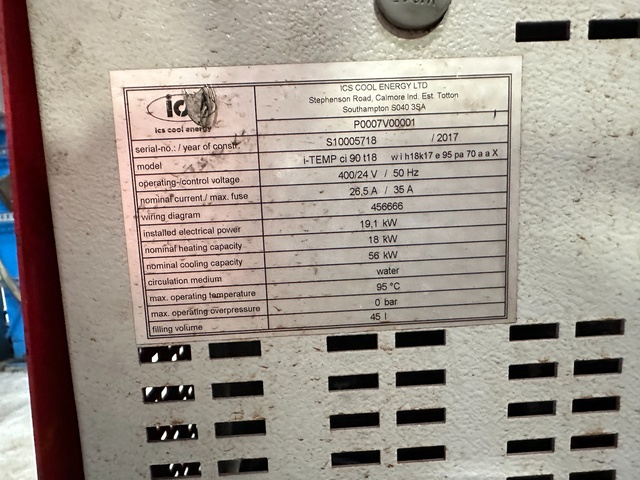 ICS COOL ENERGY LTD
Stephenson Road, Calmore Ind. Est. Totton
Southampton S040 3SA
ics cool energy
P0007V00001
serial-no.: / year of constr. S10005718 / 2017
model i-TEMP ci 90 t18 w i h18k17 e 95 pa 70 a a X
operating-/control voltage 400/24 V / 50 Hz
nominal current / max. fuse 26,5 A / 35 A
wiring diagram 456666
installed electrical power 19,1 kW
nominal heating capacity 18 kW
nominal cooling capacity 56 kW
circulation medium water
max. operating temperature 95 °C
max. operating overpressure 0 bar
filling volume 45 l